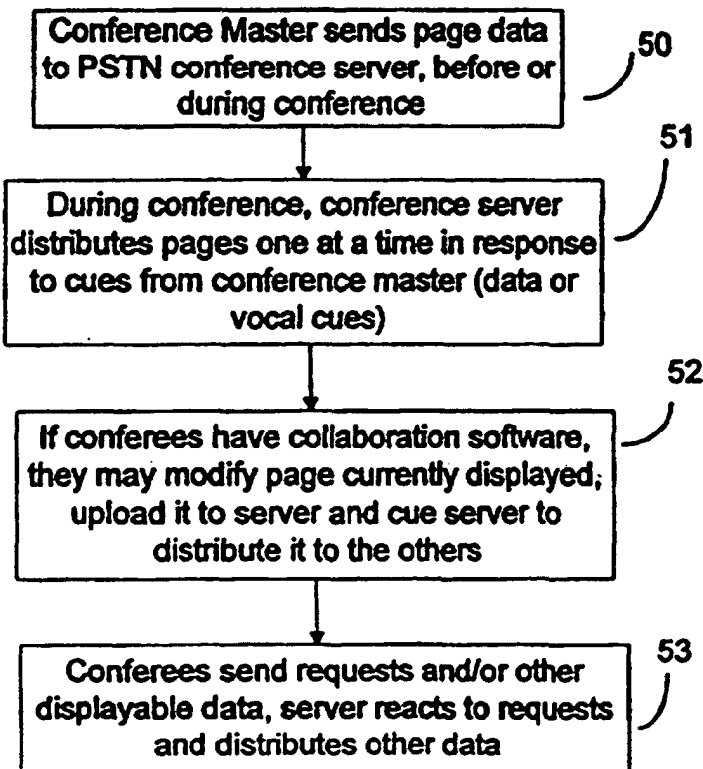 Conference Master sends page data
to PSTN conference server, before or
during conference
50
51
During conference, conference server
distributes pages one at a time in response
to cues from conference master (data or
vocal cues)
52
If conferees have collaboration software,
they may modify page currently displayed,
upload it to server and cue server to
distribute it to the others
53
Conferees send requests and/or other
displayable data, server reacts to requests
and distributes other data